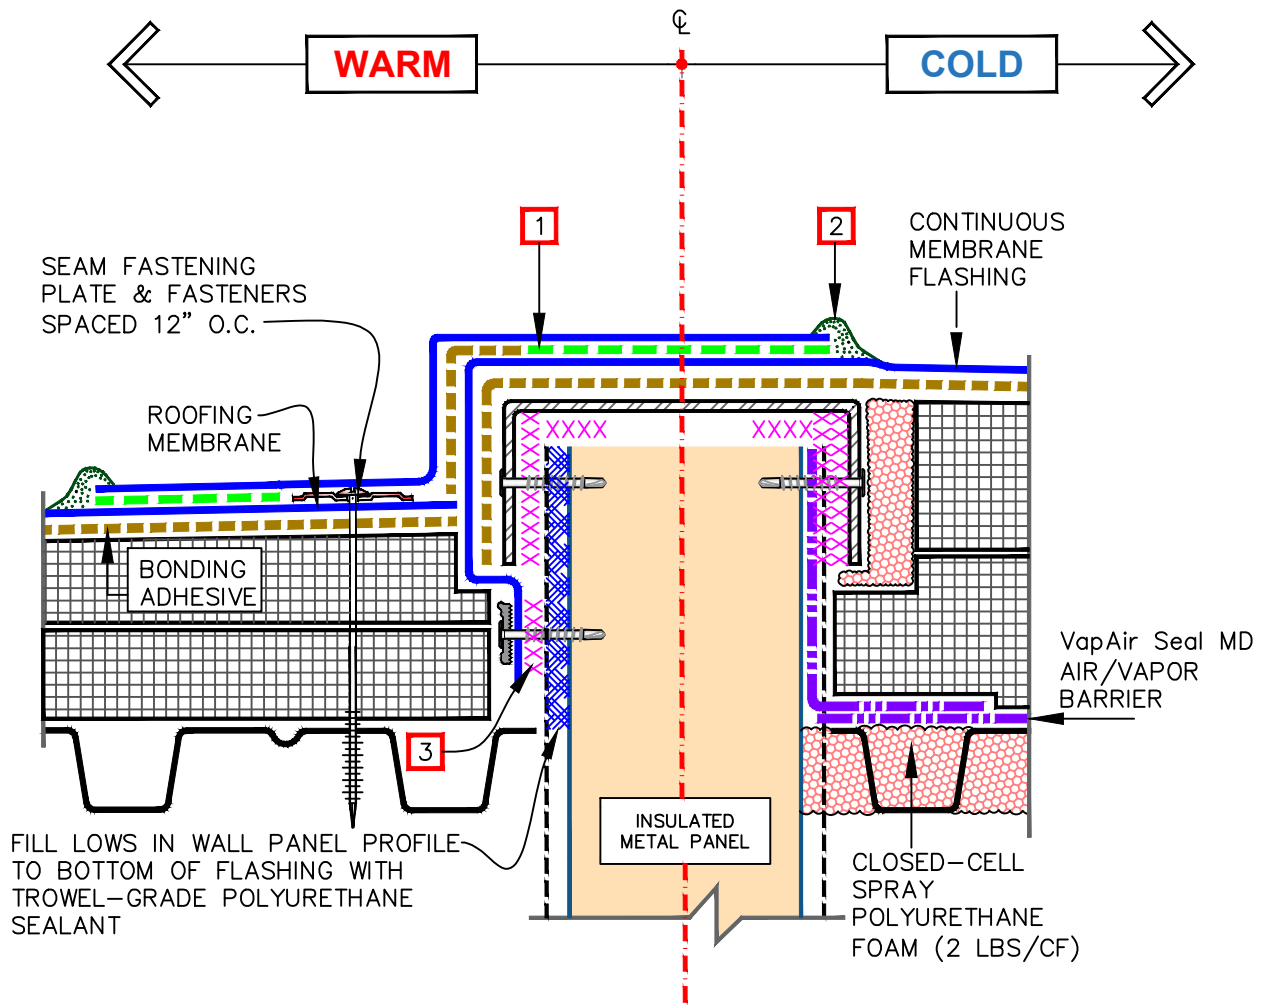 ℄
WARM
COLD
1
2
CONTINUOUS
MEMBRANE
FLASHING
SEAM FASTENING
PLATE & FASTENERS
SPACED 12" O.C.
ROOFING
MEMBRANE
BONDING
ADHESIVE
VapAir Seal MD
AIR/VAPOR
BARRIER
3
INSULATED
METAL PANEL
FILL LOWS IN WALL PANEL PROFILE
TO BOTTOM OF FLASHING WITH
TROWEL-GRADE POLYURETHANE
SEALANT
CLOSED-CELL
SPRAY
POLYURETHANE
FOAM (2 LBS/CF)